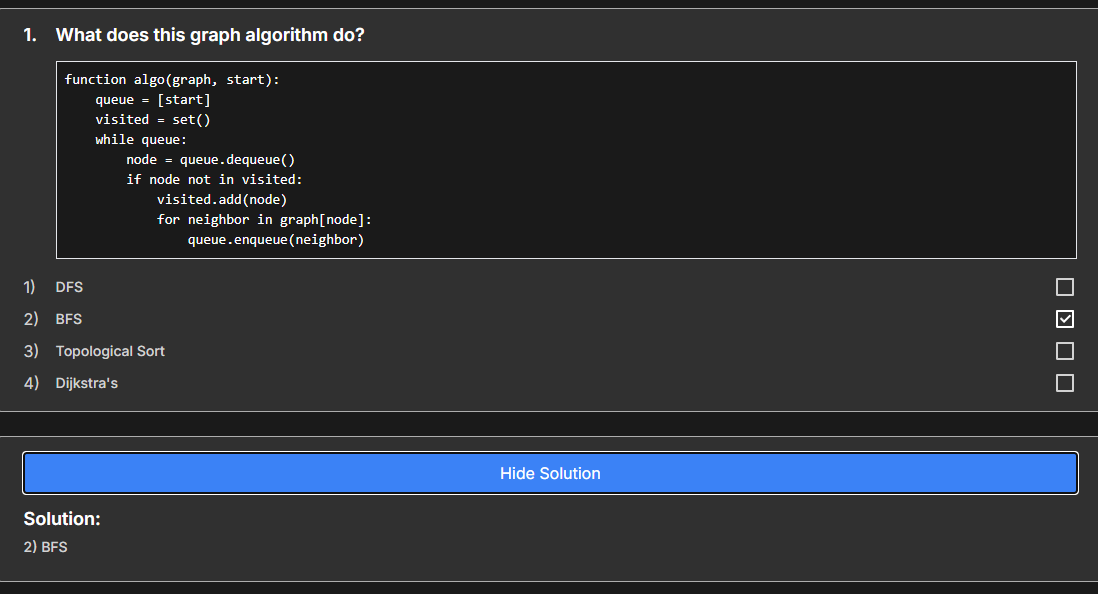 1. What does this graph algorithm do?
function algo(graph, start):
    queue = [start]
    visited = set()
    while queue:
        node = queue.dequeue()
        if node not in visited:
            visited.add(node)
            for neighbor in graph[node]:
                queue.enqueue(neighbor)
1) DFS
2) BFS
3) Topological Sort
4) Dijkstra's
Hide Solution
Solution:
2) BFS